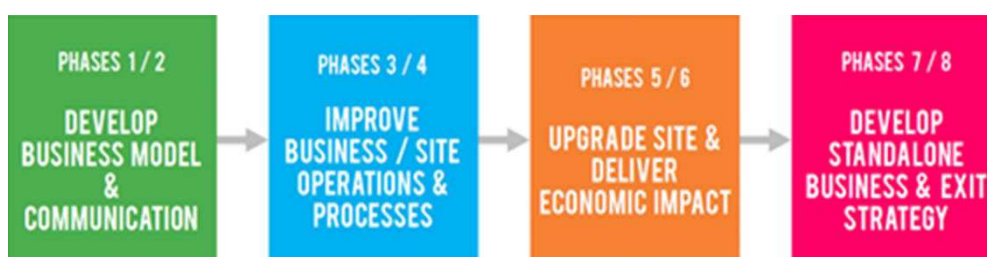 PHASES 1 / 2
DEVELOP
BUSINESS MODEL
&
COMMUNICATION
PHASES 3 / 4
IMPROVE
BUSINESS / SITE
OPERATIONS &
PROCESSES
PHASES 5 / 6
UPGRADE SITE &
DELIVER
ECONOMIC IMPACT
PHASES 7 / 8
DEVELOP
STANDALONE
BUSINESS & EXIT
STRATEGY